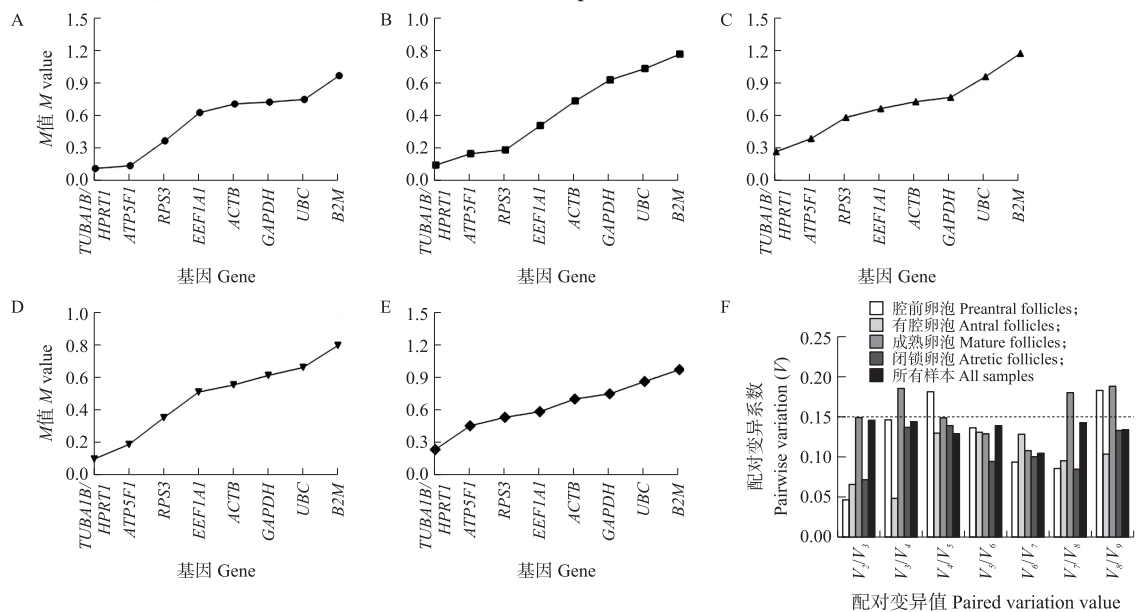 A
M值 M value
1.5
1.2
0.9
0.6
0.3
0.0
TUBA1B/
HPRT1
ATP5F1
RPS3
EEF1A1
ACTB
GAPDH
UBC
B2M
基因 Gene
B
1.0
0.8
0.6
0.4
0.2
0.0
TUBA1B/
HPRT1
ATP5F1
RPS3
EEF1A1
ACTB
GAPDH
UBC
B2M
基因 Gene
C
1.5
1.2
0.9
0.6
0.3
0.0
TUBA1B/
HPRT1
ATP5F1
RPS3
EEF1A1
ACTB
GAPDH
UBC
B2M
基因 Gene
D
M值 M value
1.0
0.8
0.6
0.4
0.2
0.0
TUBA1B/
HPRT1
ATP5F1
RPS3
EEF1A1
ACTB
GAPDH
UBC
B2M
基因 Gene
E
1.5
1.2
0.9
0.6
0.3
0.0
TUBA1B/
HPRT1
ATP5F1
RPS3
EEF1A1
ACTB
GAPDH
UBC
B2M
基因 Gene
F
腔前卵泡 Preantral follicles;
有腔卵泡 Antral follicles;
成熟卵泡 Mature follicles;
闭锁卵泡 Atretic follicles;
所有样本 All samples
配对变异系数
Pairwise variation (V)
0.25
0.20
0.15
0.10
0.05
0.00
V2/V3
V3/V4
V4/V5
V5/V6
V6/V7
V7/V8
V8/V9
配对变异值 Paired variation value